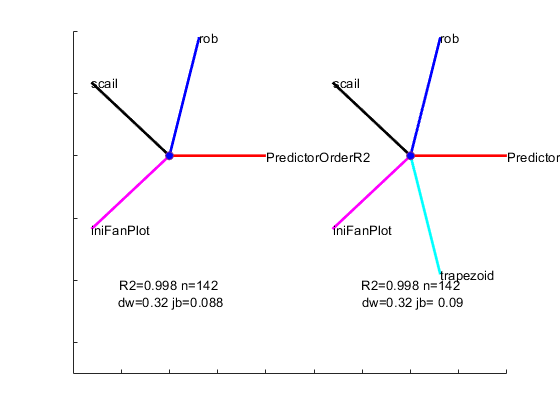 rob
scail
PredictorOrderR2
iniFanPlot
R2=0.998 n=142
dw=0.32 jb=0.088
rob
scail
Predictor
iniFanPlot
trapezoid
R2=0.998 n=142
dw=0.32 jb= 0.09